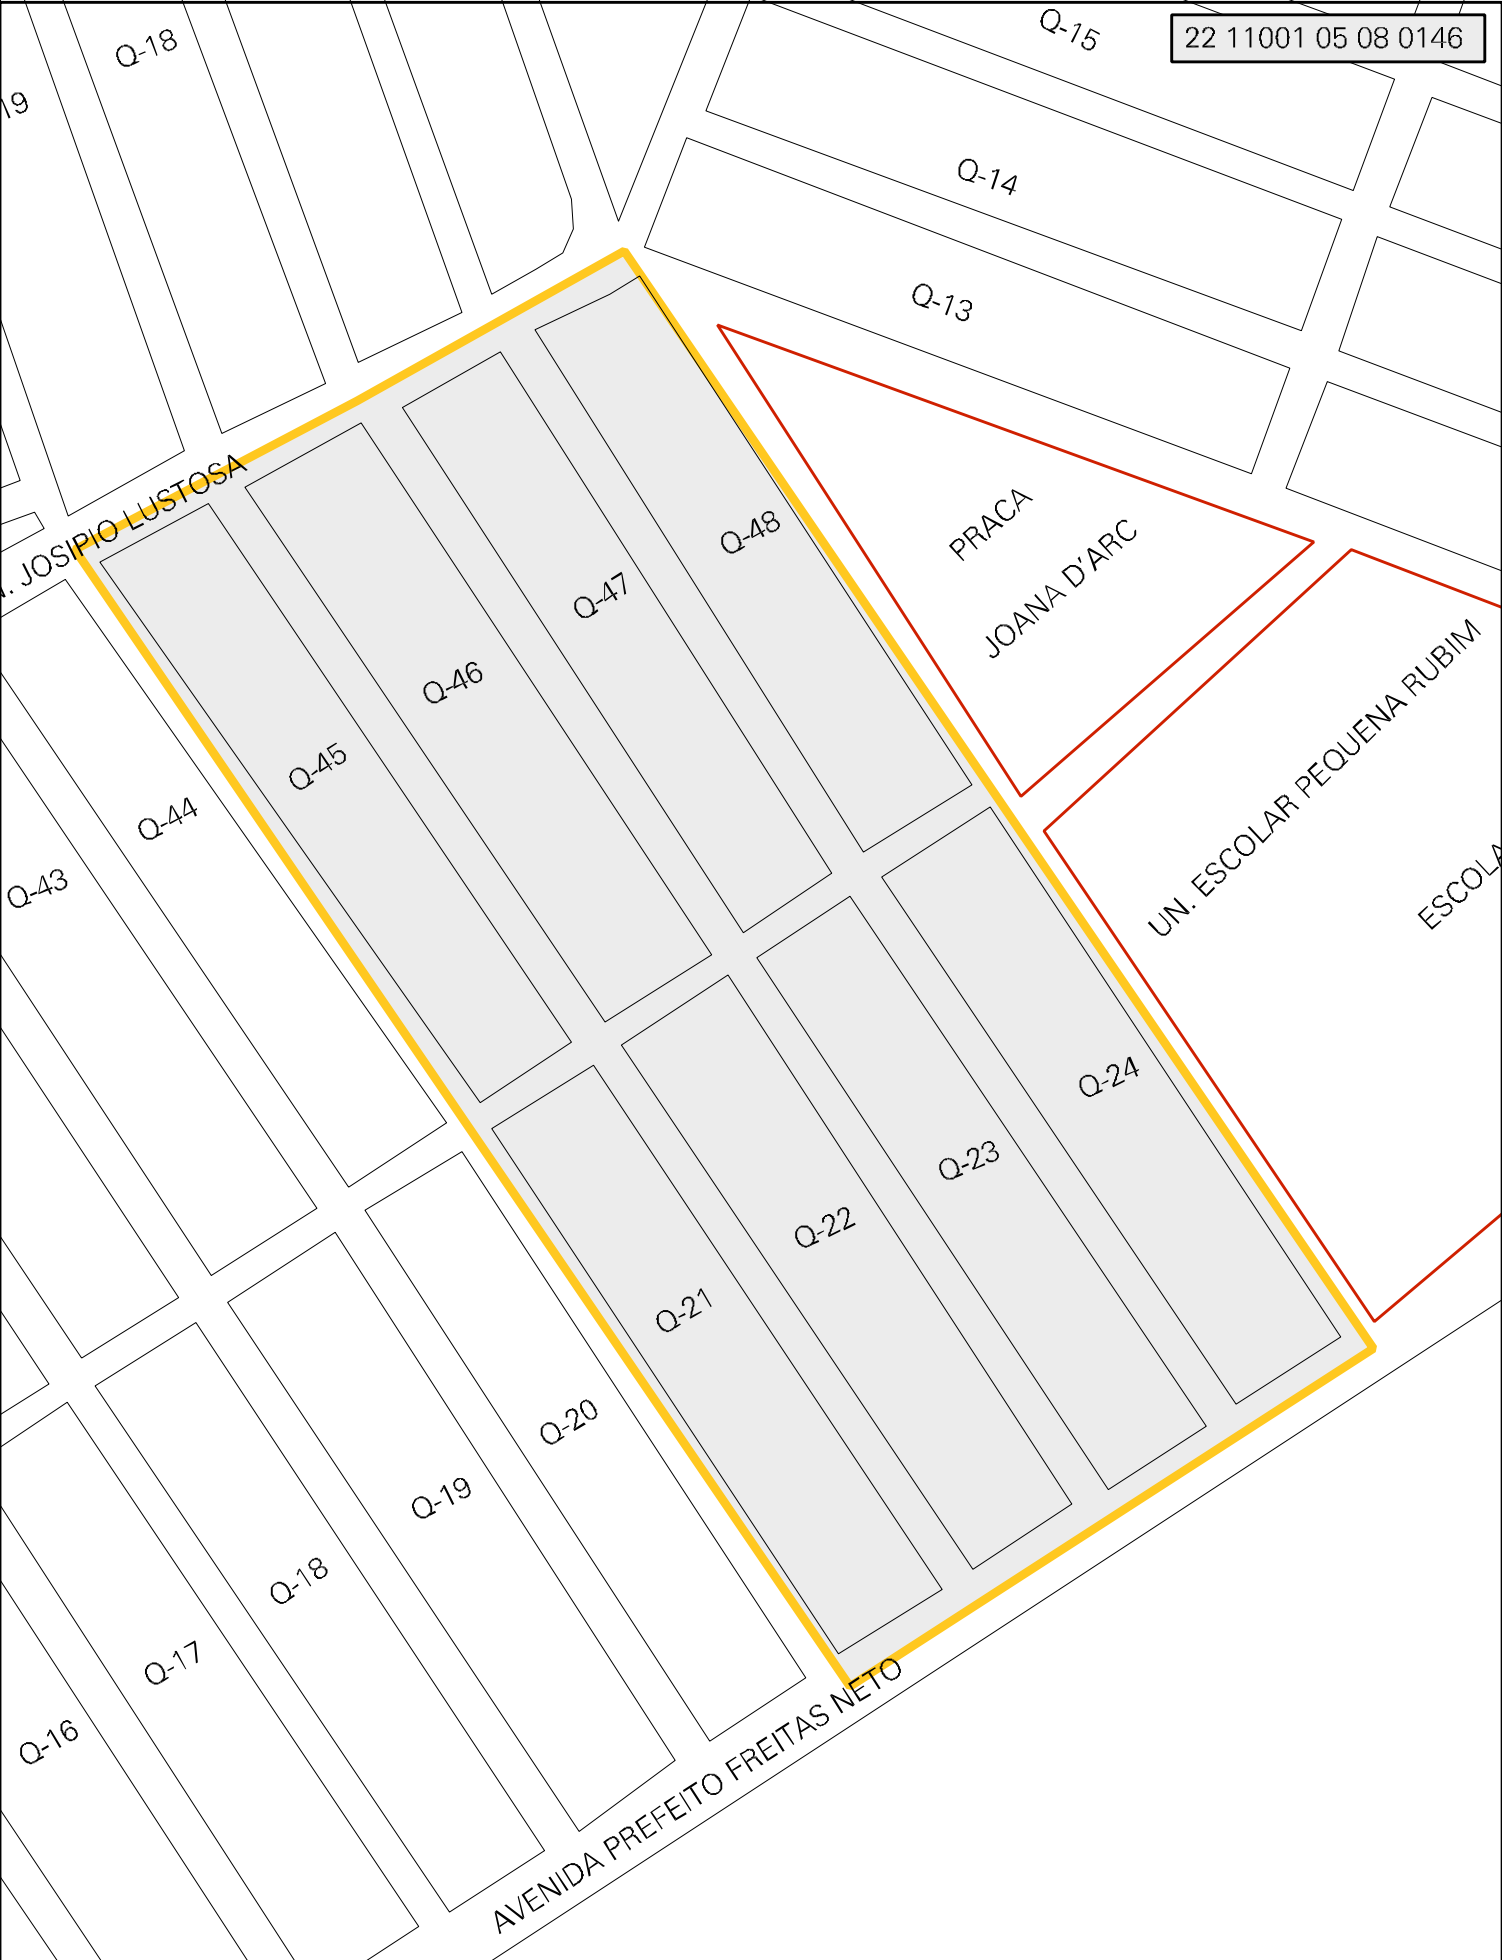 Q-18
Q-15
22 11001 05 08 0146
19
Q-14
Q-13
JOSIPIO LUSTOSA
Q-48
PRACA
JOANA D'ARC
Q-47
Q-46
Q-45
Q-44
Q-43
UN. ESCOLAR PEQUENA RUBIM
ESCOLA
Q-24
Q-23
Q-22
Q-21
Q-20
Q-19
Q-18
Q-17
Q-16
AVENIDA PREFEITO FREITAS NETO